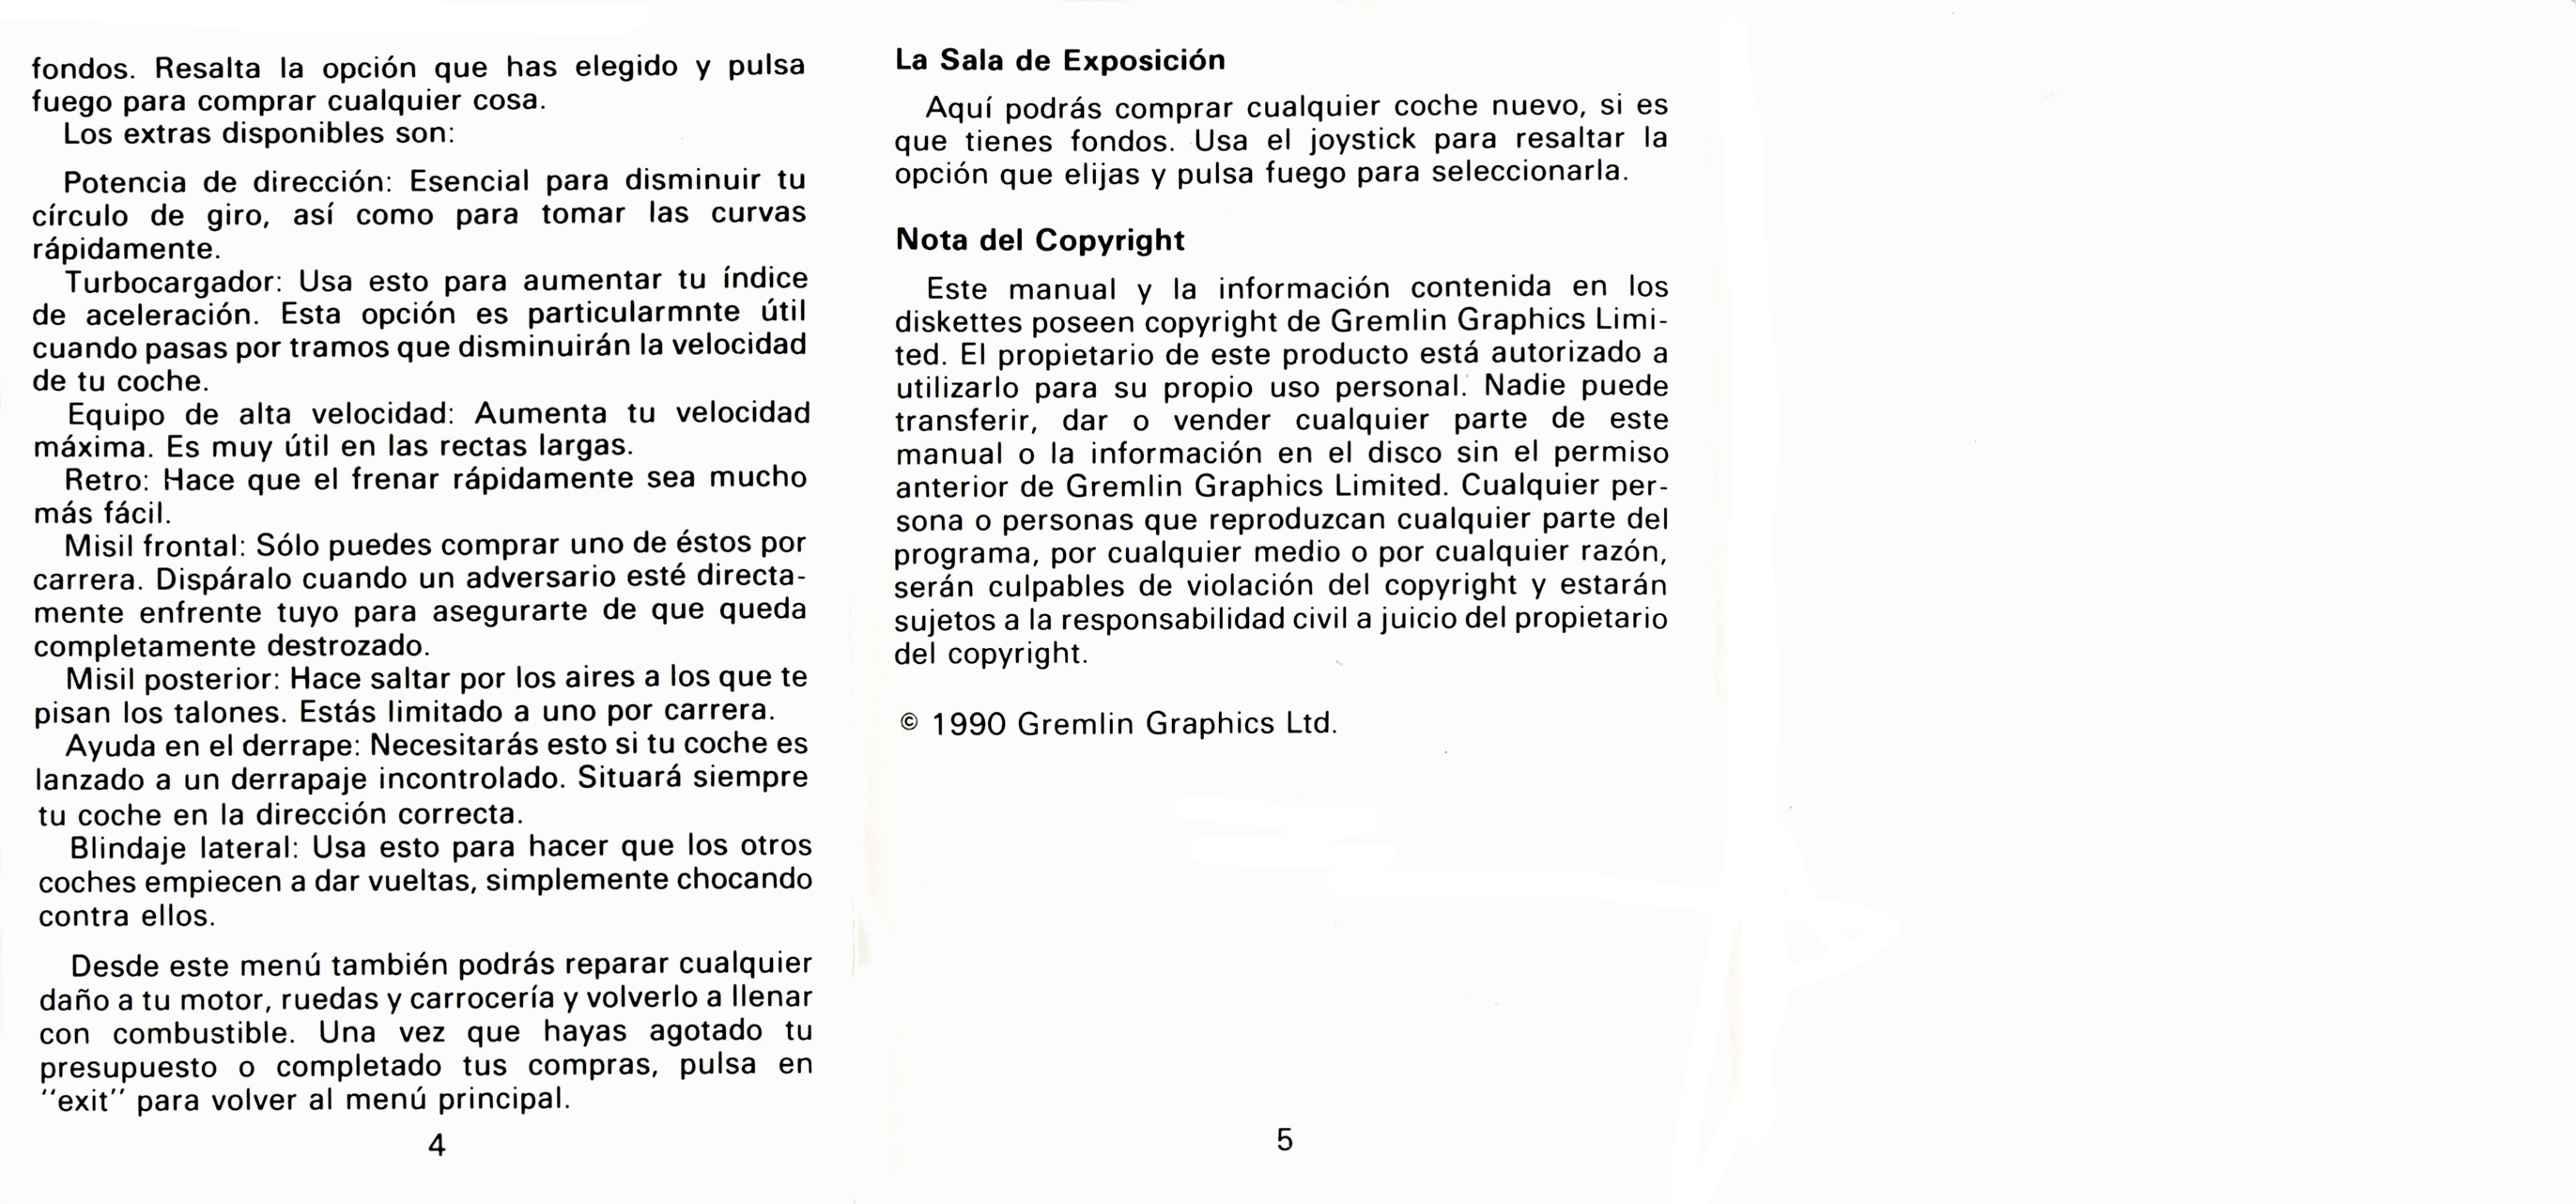 fondos. Resalta la opción que has elegido y pulsa
fuego para comprar cualquier cosa.
Los extras disponibles son:
Potencia de dirección: Esencial para disminuir tu
círculo de giro, así como para tomar las curvas
rápidamente.
Turbocargador: Usa esto para aumentar tu índice
de aceleración. Esta opción es particularmnte útil
cuando pasas por tramos que disminuirán la velocidad
de tu coche.
Equipo de alta velocidad: Aumenta tu velocidad
máxima. Es muy útil en las rectas largas.
Retro: Hace que el frenar rápidamente sea mucho
más fácil.
Misil frontal: Sólo puedes comprar uno de éstos por
carrera. Dispáralo cuando un adversario esté directa-
mente enfrente tuyo para asegurarte de que queda
completamente destrozado.
Misil posterior: Hace saltar por los aires a los que te
pisan los talones. Estás limitado a uno por carrera.
Ayuda en el derrape: Necesitarás esto si tu coche es
lanzado a un derrapaje incontrolado. Situará siempre
tu coche en la dirección correcta.
Blindaje lateral: Usa esto para hacer que los otros
coches empiecen a dar vueltas, simplemente chocando
contra ellos.
Desde este menú también podrás reparar cualquier
daño a tu motor, ruedas y carrocería y volverlo a llenar
con combustible. Una vez que hayas agotado tu
presupuesto o completado tus compras, pulsa en
"exit" para volver al menú principal.
4
La Sala de Exposición
Aquí podrás comprar cualquier coche nuevo, si es
que tienes fondos. Usa el joystick para resaltar la
opción que elijas y pulsa fuego para seleccionarla.
Nota del Copyright
Este manual y la información contenida en los
diskettes poseen copyright de Gremlin Graphics Limi-
ted. El propietario de este producto está autorizado a
utilizarlo para su propio uso personal. Nadie puede
transferir, dar o vender cualquier parte de este
manual o la información en el disco sin el permiso
anterior de Gremlin Graphics Limited. Cualquier per-
sona o personas que reproduzcan cualquier parte del
programa, por cualquier medio o por cualquier razón,
serán culpables de violación del copyright y estarán
sujetos a la responsabilidad civil a juicio del propietario
del copyright.
© 1990 Gremlin Graphics Ltd.
5